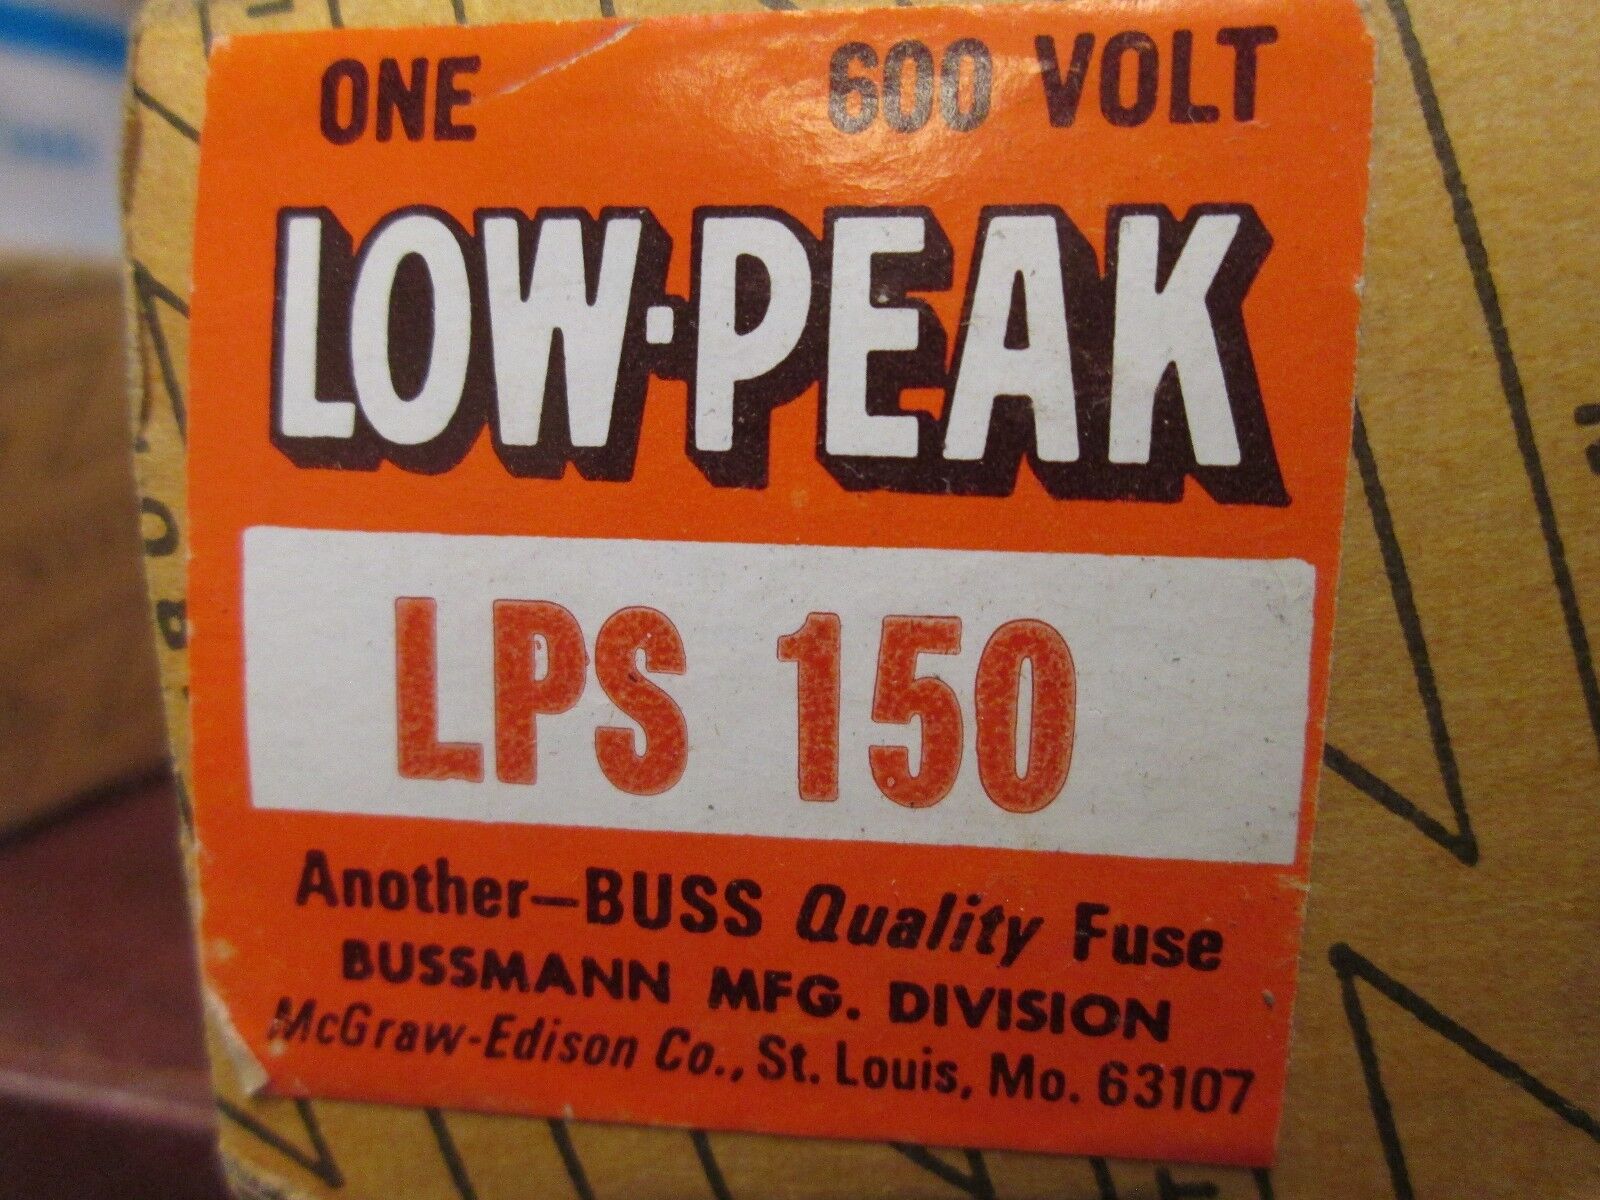 ONE 600 VOLT
LOW-PEAK
LPS 150
Another—BUSS Quality Fuse
BUSSMANN MFG. DIVISION
McGraw-Edison Co., St. Louis, Mo. 63107